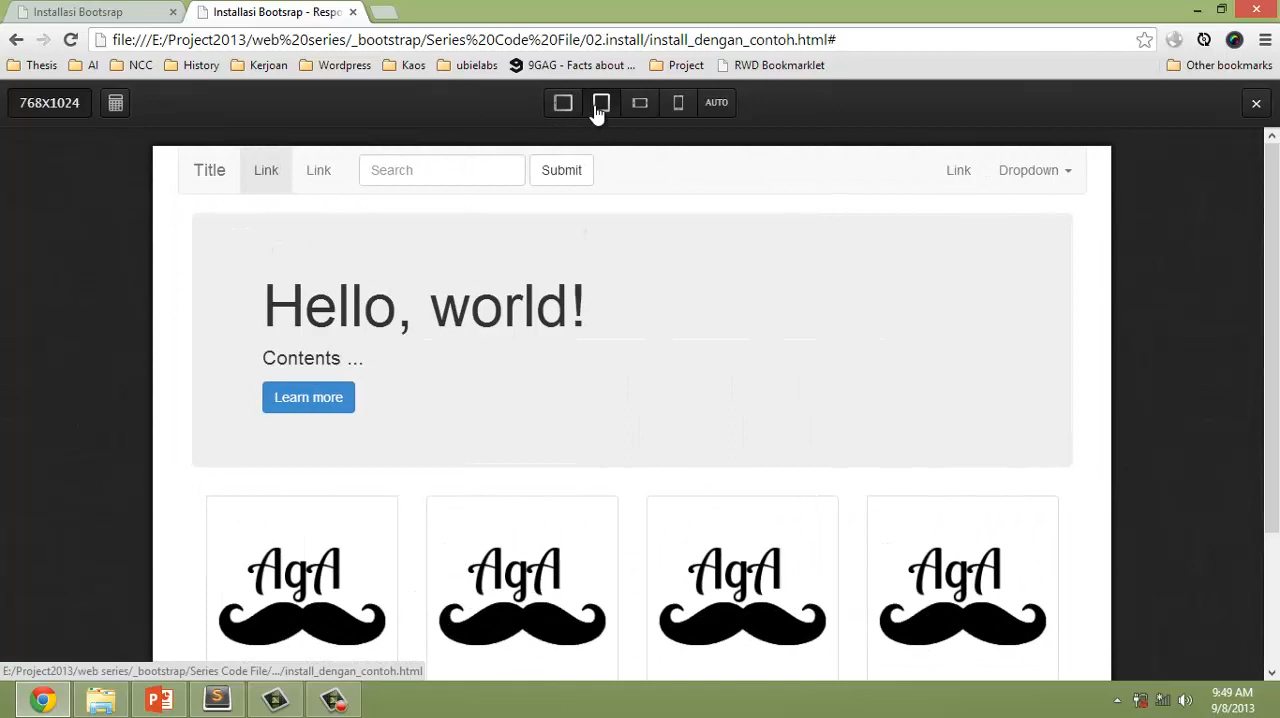 Installasi Bootsrap
Installasi Bootsrap - Respo
file:///E:/Project2013/web%20series/_bootstrap/Series%20Code%20File/02.install/install_dengan_contoh.html#
Thesis AI NCC History Kerjoan Wordpress Kaos ubielabs 9GAG - Facts about ... Project RWD Bookmarklet Other bookmarks
768X1024 AUTO
Title Link Link Search Submit Link Dropdown
Hello, world!
Contents ...
Learn more
AgA AgA AgA AgA
E:/Project2013/web series/_bootstrap/Series Code File/.../install_dengan_contoh.html
9:49 AM
9/8/2013